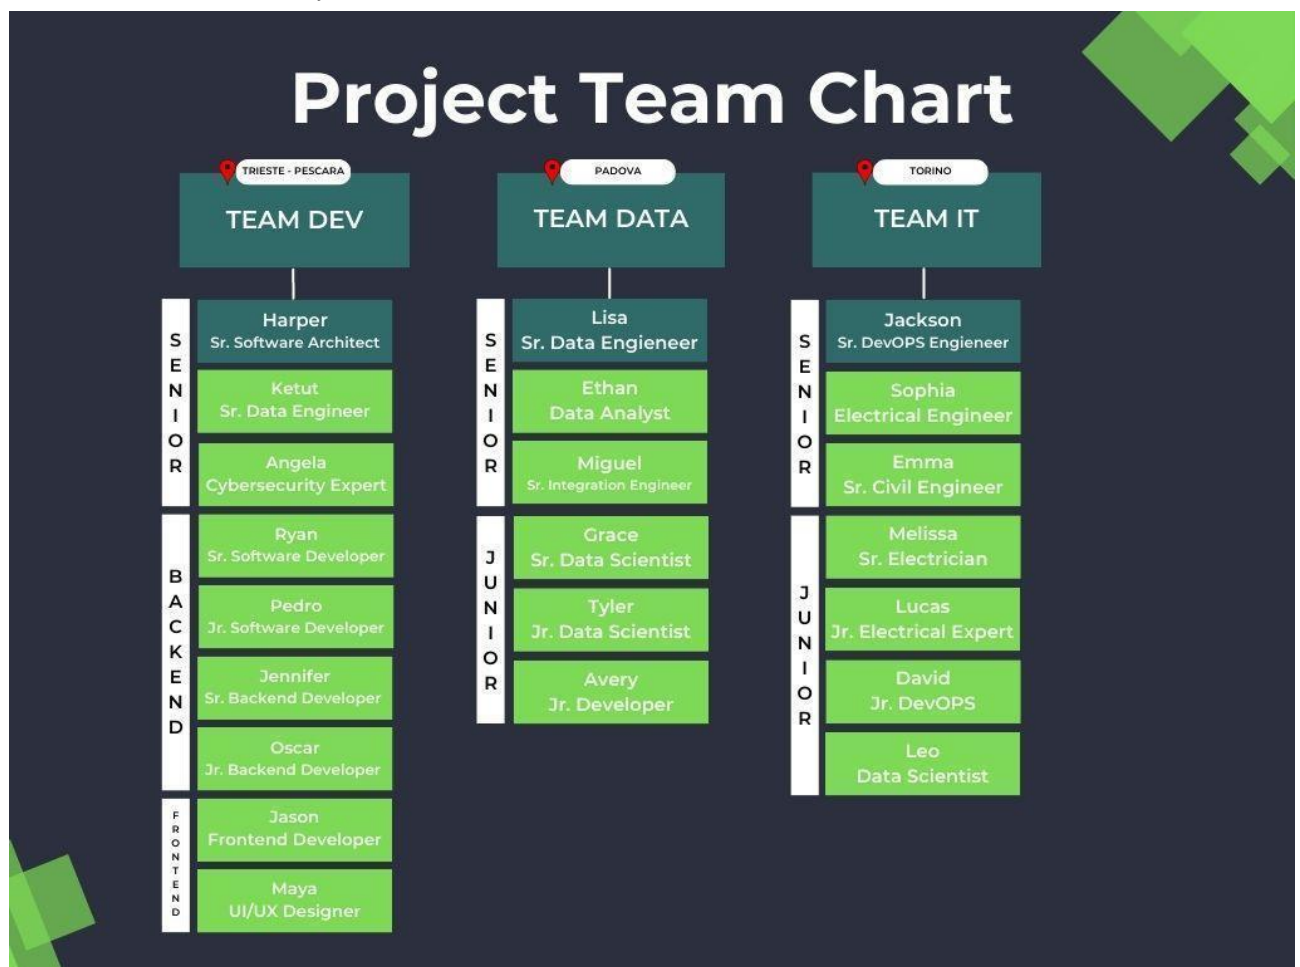 Project Team Chart
TRIESTE - PESCARA
TEAM DEV
SENIOR
Harper
Sr. Software Architect
Ketut
Sr. Data Engineer
Angela
Cybersecurity Expert
BACKEND
Ryan
Sr. Software Developer
Pedro
Jr. Software Developer
Jennifer
Sr. Backend Developer
Oscar
Jr. Backend Developer
FRONTEND
Jason
Frontend Developer
Maya
UI/UX Designer
PADOVA
TEAM DATA
SENIOR
Lisa
Sr. Data Engieneer
Ethan
Data Analyst
Miguel
Sr. Integration Engineer
JUNIOR
Grace
Sr. Data Scientist
Tyler
Jr. Data Scientist
Avery
Jr. Developer
TORINO
TEAM IT
SENIOR
Jackson
Sr. DevOPS Engieneer
Sophia
Electrical Engineer
Emma
Sr. Civil Engineer
JUNIOR
Melissa
Sr. Electrician
Lucas
Jr. Electrical Expert
David
Jr. DevOPS
Leo
Data Scientist